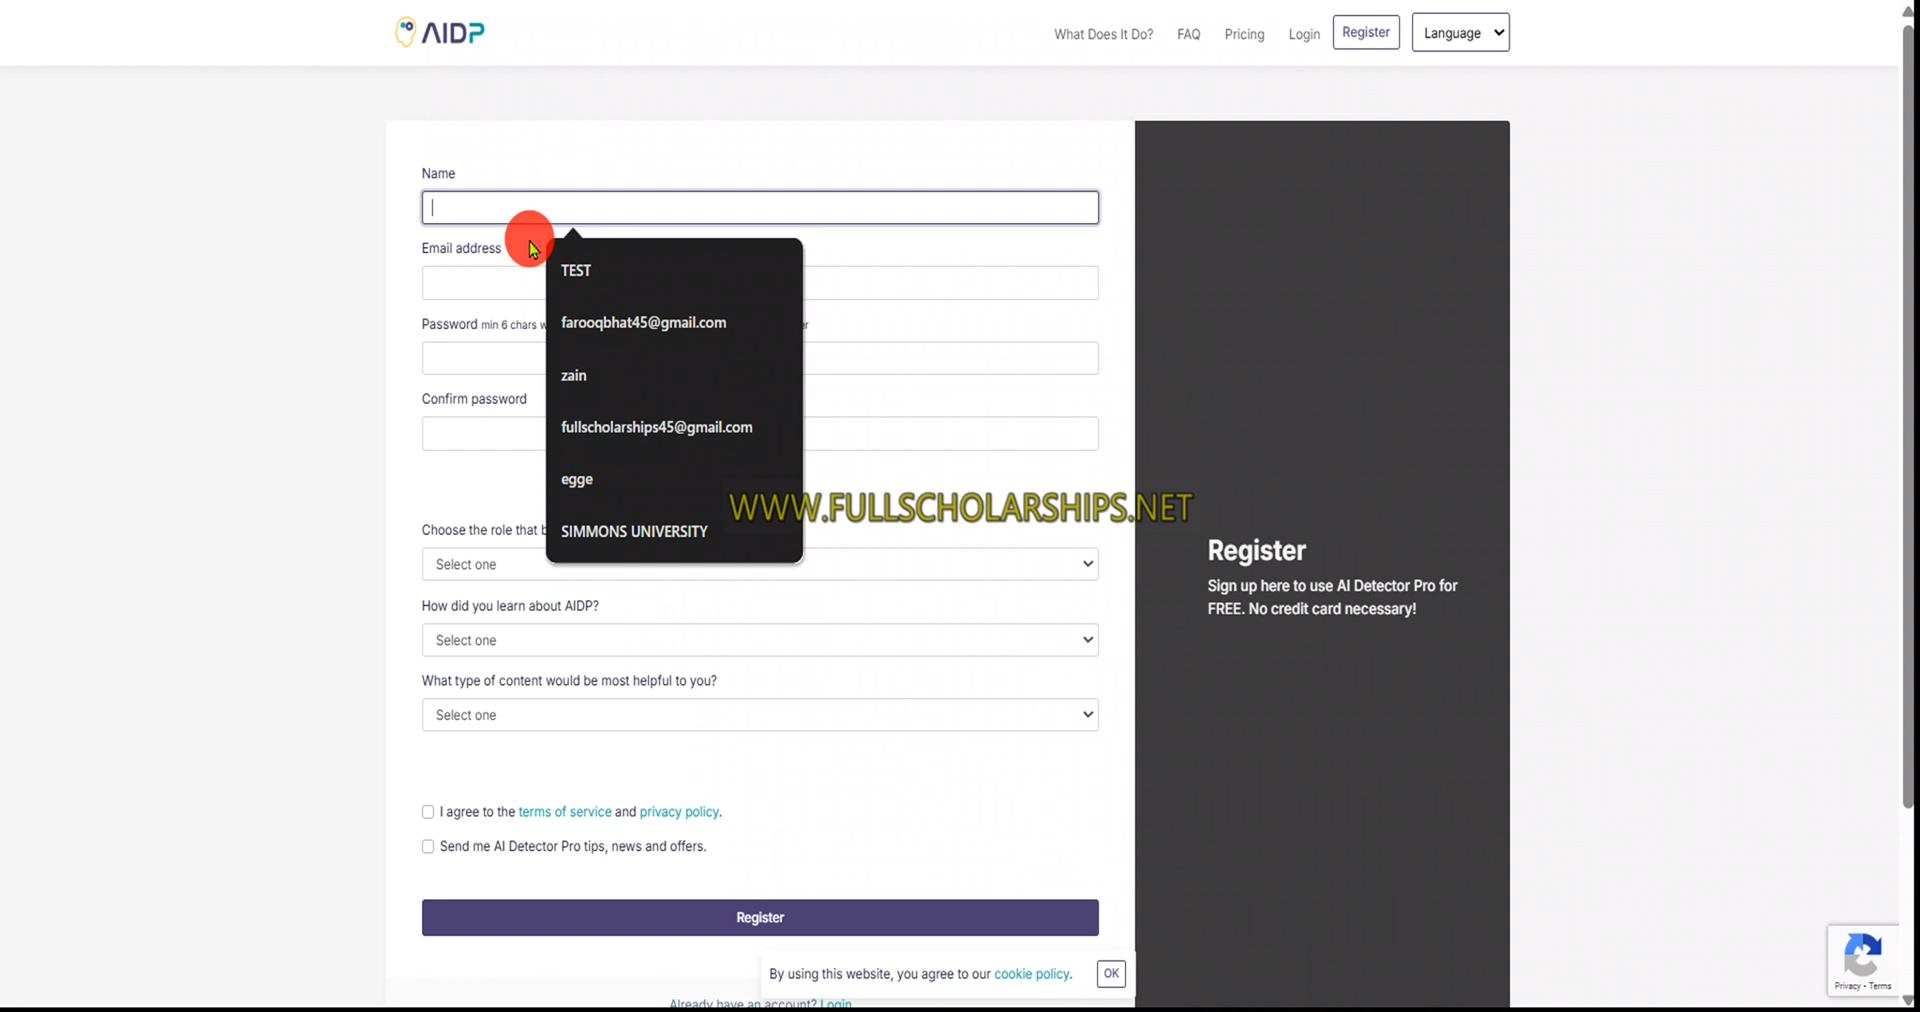 AIDP
What Does It Do? FAQ Pricing Login Register Language
Name
Email address
TEST
farooqbhat45@gmail.com
Password min 6 chars w
er
zain
Confirm password
fullscholarships45@gmail.com
egge
WWW.FULLSCHOLARSHIPS.NET
Choose the role that b
SIMMONS UNIVERSITY
Select one
How did you learn about AIDP?
Select one
What type of content would be most helpful to you?
Select one
Register
Sign up here to use AI Detector Pro for
FREE. No credit card necessary!
I agree to the terms of service and privacy policy.
Send me AI Detector Pro tips, news and offers.
Register
By using this website, you agree to our cookie policy. OK
Already have an account? Login
Privacy - Terms